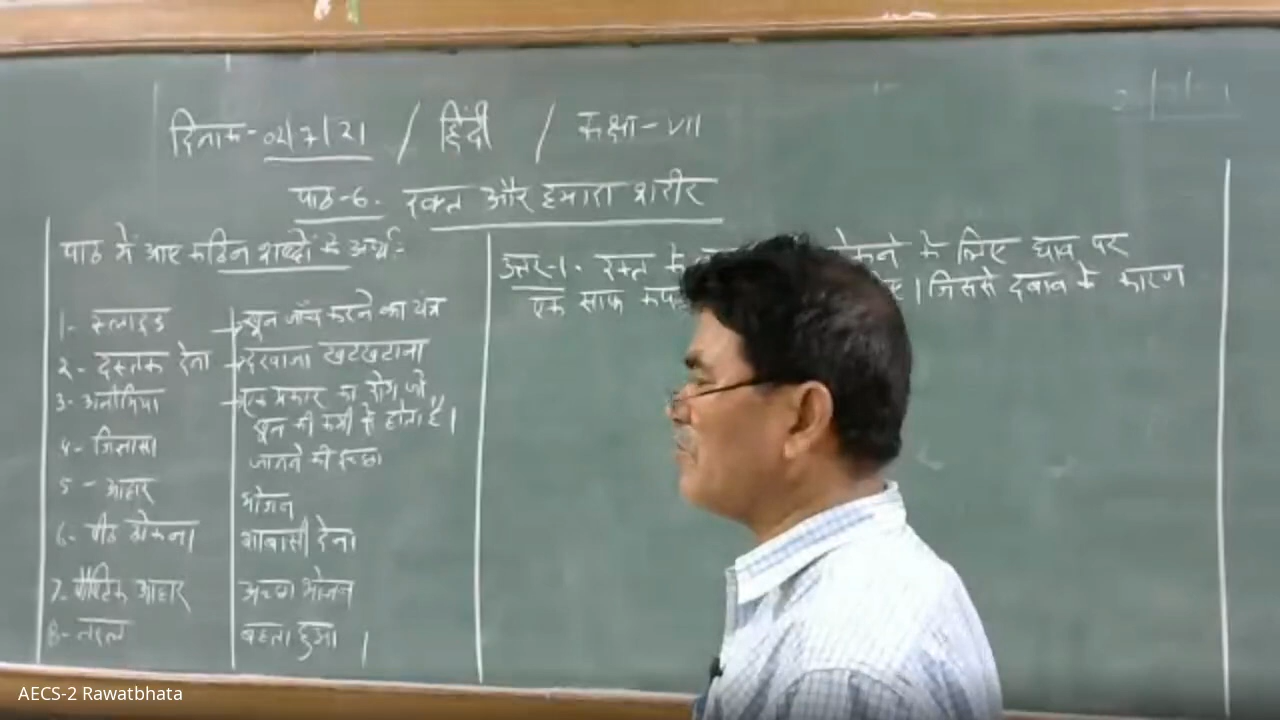 दिनांक- 02/7/21 / हिंदी / कक्षा-VII
पाठ-6. रक्त और हमारा शरीर
पाठ में आए कठिन शब्दों के अर्थ:-
1- स्लाइड → खून जाँच करने का यंत्र
2- दस्तक देना → दरवाजा खटखटाना
3- अनीमिया → एक प्रकार का रोग जो
खून की कमी से होता है।
4- जिज्ञासा जानने की इच्छा
5- आहार भोजन
6- पीठ ठोकना शाबासी देना
7- पौष्टिक आहार अच्छा भोजन
8- तरल बहता हुआ।
उत्तर-1. रक्त के के लिए घाव पर
एक साफ । जिससे दबाव के कारण
AECS-2 Rawatbhata